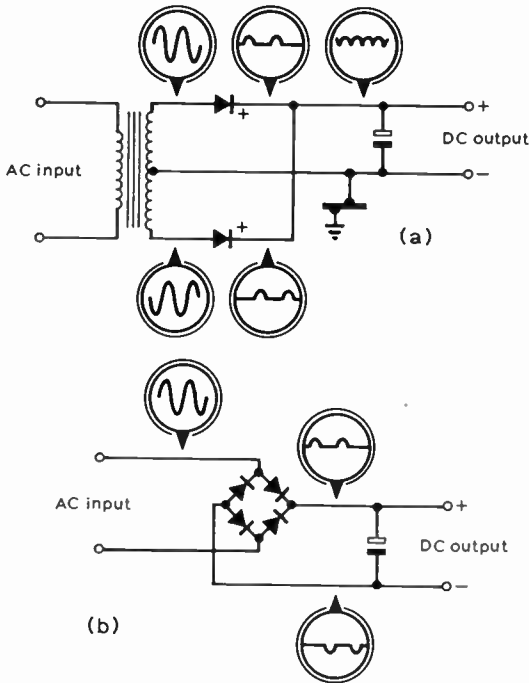 +
+
AC input
DC output
−
+
(a)
AC input
+
DC output
−
(b)